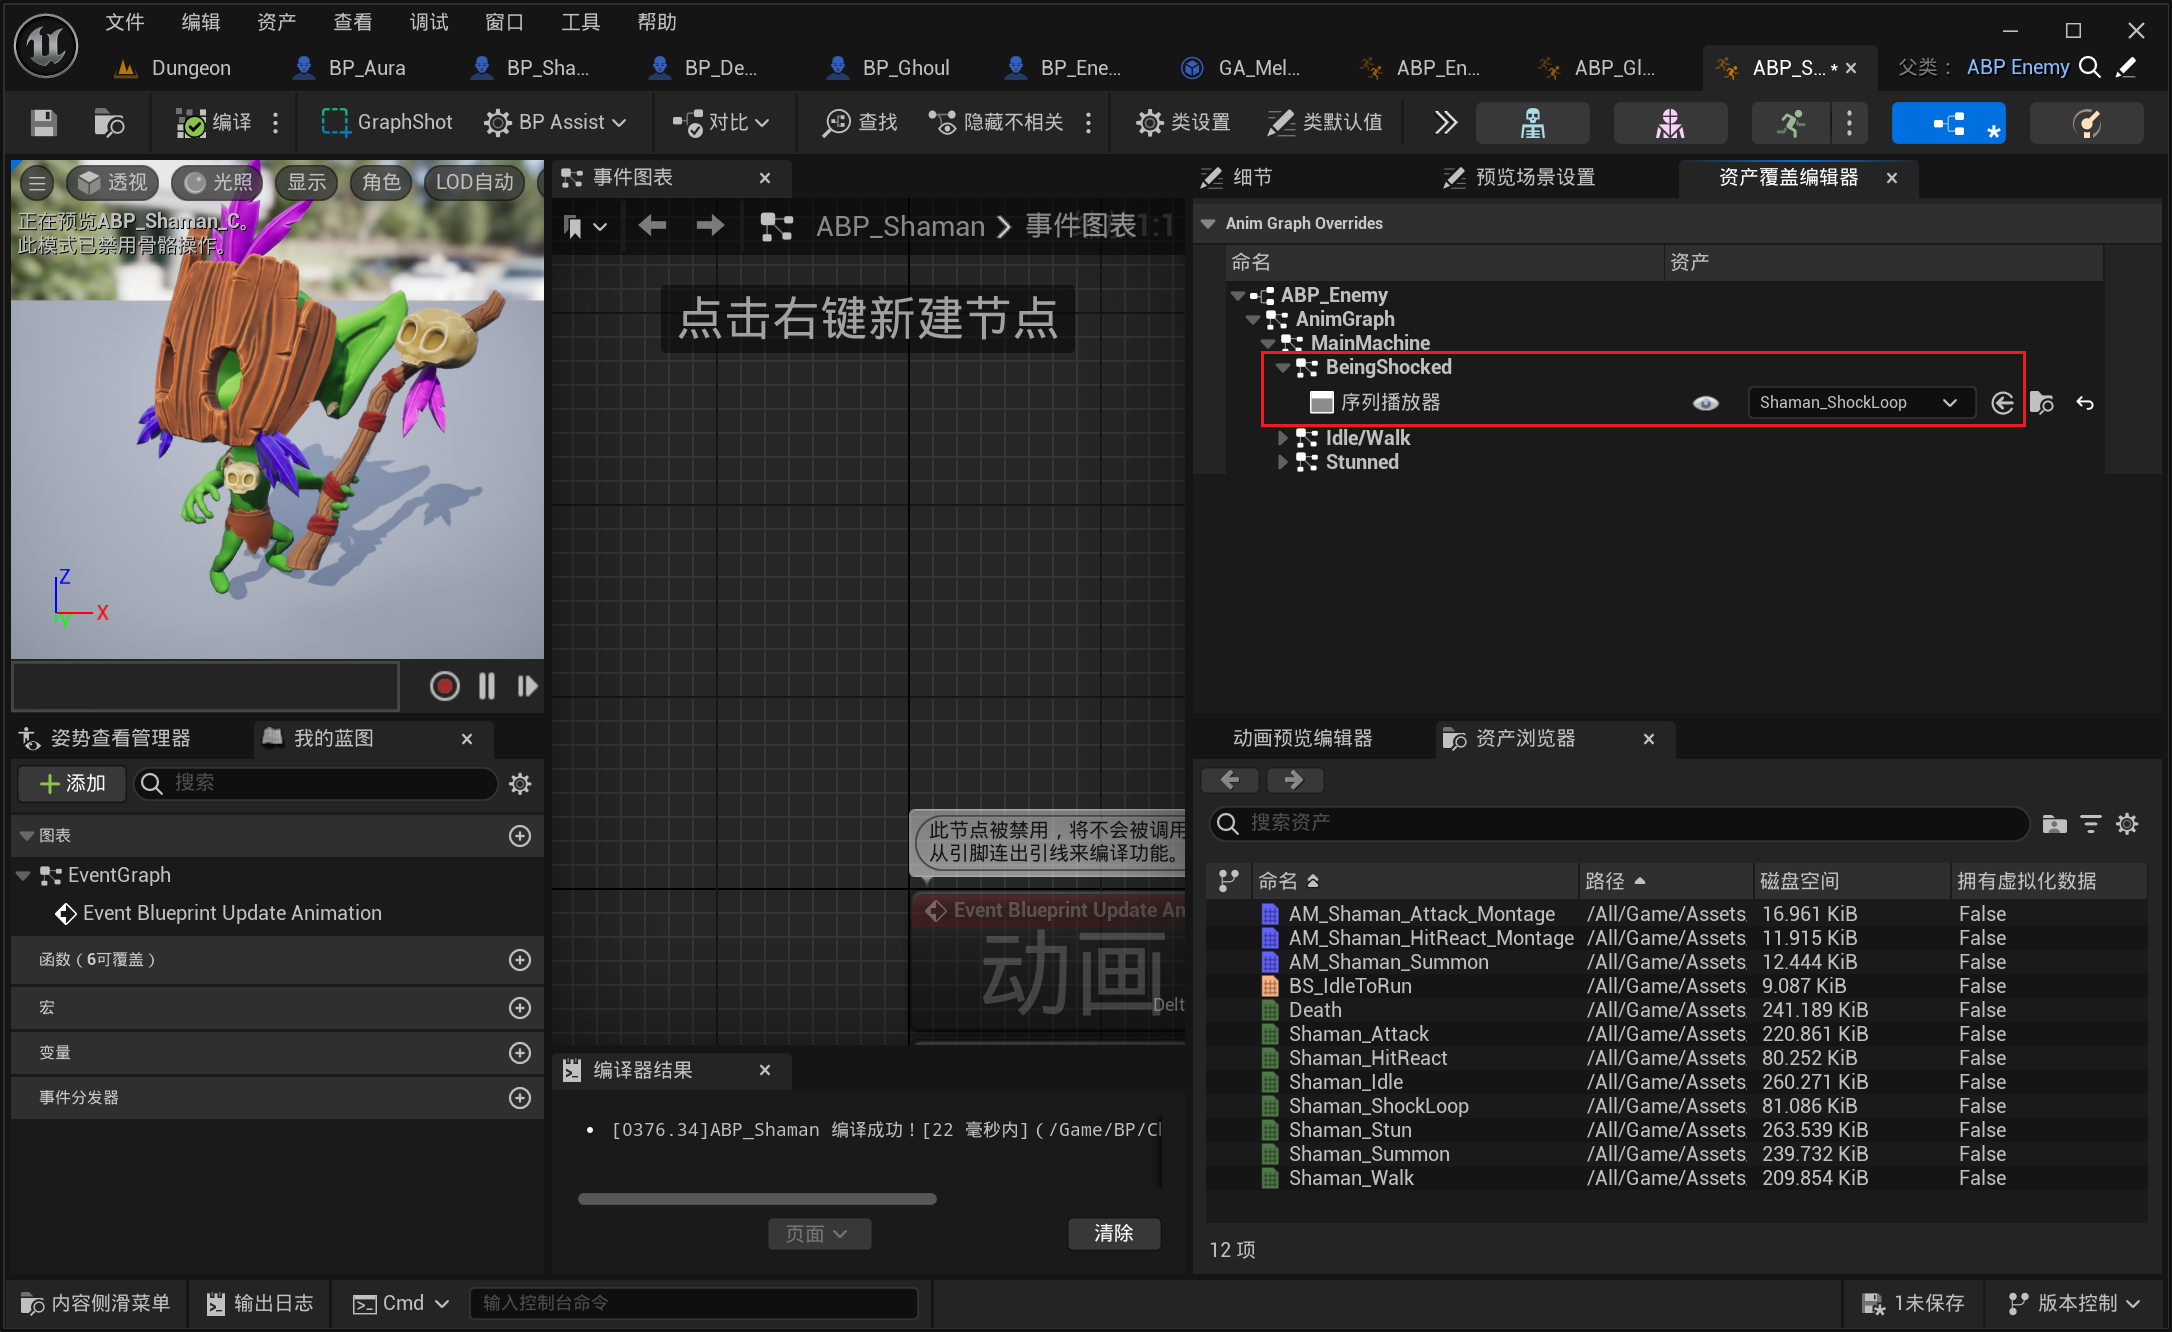 文件 编辑 资产 查看 调试 窗口 工具 帮助
Dungeon BP_Aura BP_Sha... BP_De... BP_Ghoul BP_Ene... GA_Mel... ABP_En... ABP_Gl... ABP_S... * 父类： ABP Enemy
编译 GraphShot BP Assist 对比 查找 隐藏不相关 类设置 类默认值
透视 光照 显示 角色 LOD自动
正在预览ABP_Shaman_C。
此模式已禁用骨骼操作。
Z
X
Y
事件图表
ABP_Shaman 事件图表
点击右键新建节点
此节点被禁用，将不会被调用
从引脚连出引线来编译功能。
Event Blueprint Update An
动画
Delt
细节 预览场景设置 资产覆盖编辑器
Anim Graph Overrides
命名 资产
ABP_Enemy
AnimGraph
MainMachine
BeingShocked
序列播放器 Shaman_ShockLoop
Idle/Walk
Stunned
姿势查看管理器 我的蓝图
添加 搜索
图表
EventGraph
Event Blueprint Update Animation
函数（6可覆盖）
宏
变量
事件分发器
编译器结果
[0376.34]ABP_Shaman 编译成功！[22 毫秒内]（/Game/BP/Cl
页面 清除
动画预览编辑器 资产浏览器
搜索资产
命名 路径 磁盘空间 拥有虚拟化数据
AM_Shaman_Attack_Montage /All/Game/Assets 16.961 KiB False
AM_Shaman_HitReact_Montage /All/Game/Assets 11.915 KiB False
AM_Shaman_Summon /All/Game/Assets 12.444 KiB False
BS_IdleToRun /All/Game/Assets 9.087 KiB False
Death /All/Game/Assets 241.189 KiB False
Shaman_Attack /All/Game/Assets 220.861 KiB False
Shaman_HitReact /All/Game/Assets 80.252 KiB False
Shaman_Idle /All/Game/Assets 260.271 KiB False
Shaman_ShockLoop /All/Game/Assets 81.086 KiB False
Shaman_Stun /All/Game/Assets 263.539 KiB False
Shaman_Summon /All/Game/Assets 239.732 KiB False
Shaman_Walk /All/Game/Assets 209.854 KiB False
12 项
内容侧滑菜单 输出日志 Cmd 输入控制台命令 1未保存 版本控制